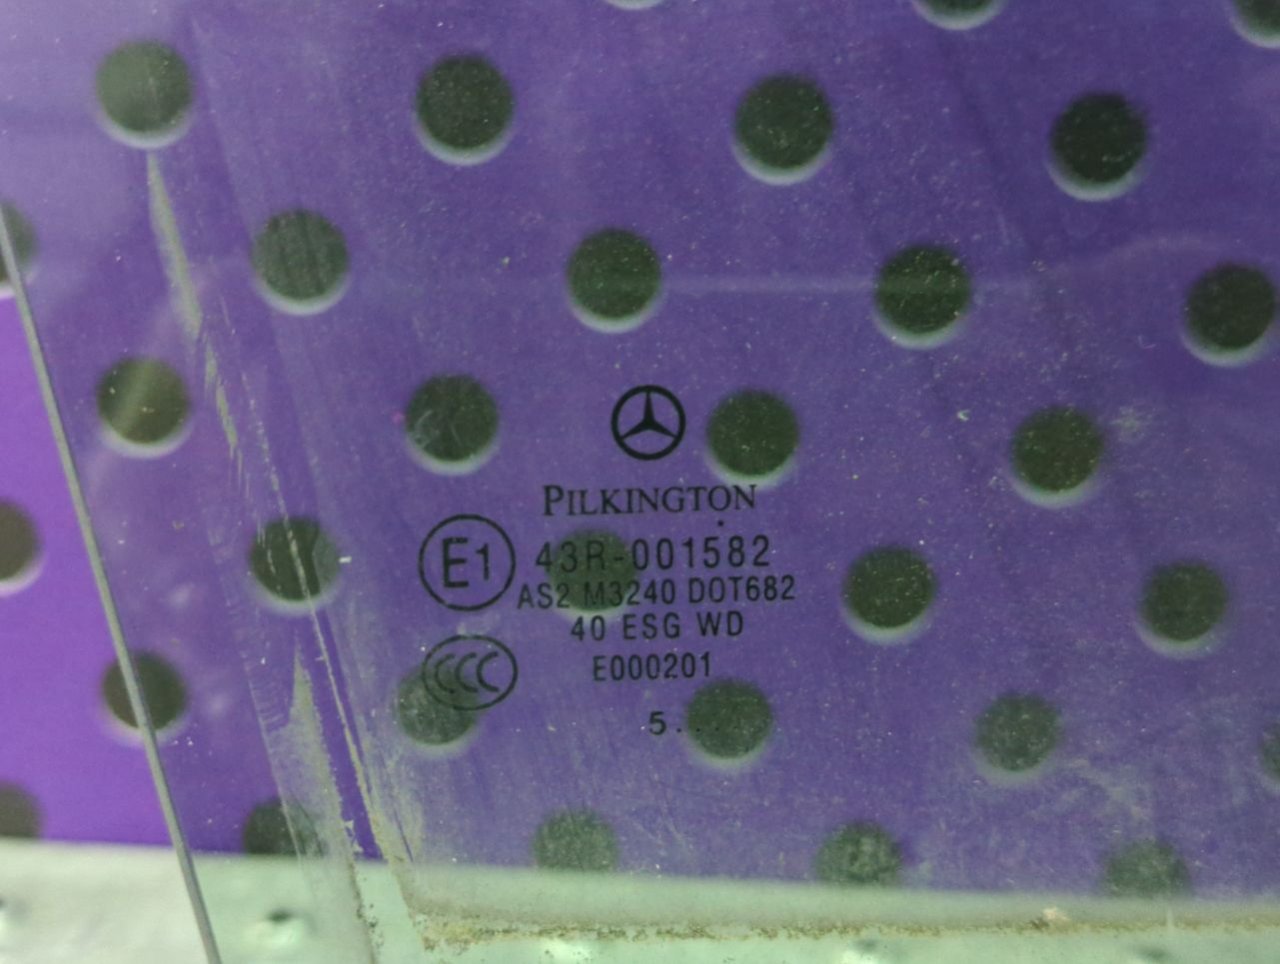 PILKINGTON
E1 43R-001582
AS2 M3240 DOT682
40 ESG WD
CCC E000201
5....